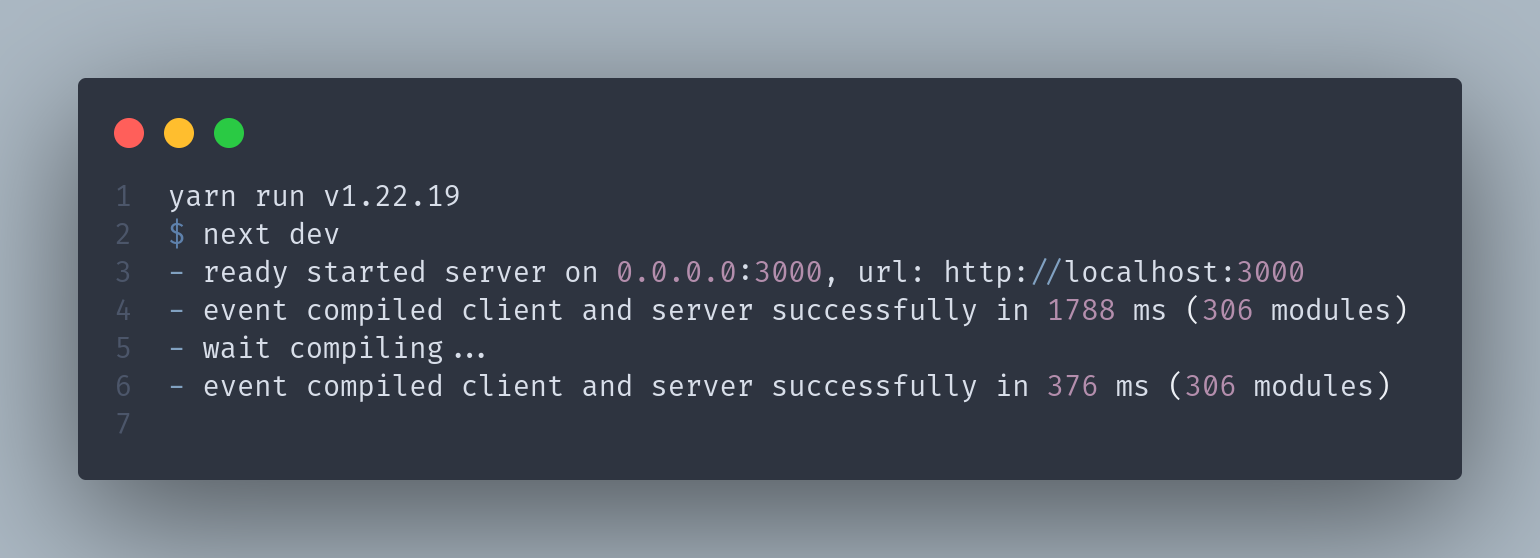 1 yarn run v1.22.19
2 $ next dev
3 - ready started server on 0.0.0.0:3000, url: http://localhost:3000
4 - event compiled client and server successfully in 1788 ms (306 modules)
5 - wait compiling...
6 - event compiled client and server successfully in 376 ms (306 modules)
7